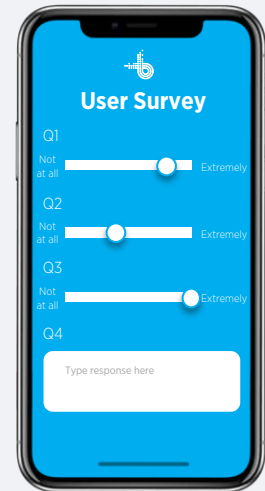 User Survey
Q1
Not
at all
Extremely
Q2
Not
at all
Extremely
Q3
Not
at all
Extremely
Q4
Type response here